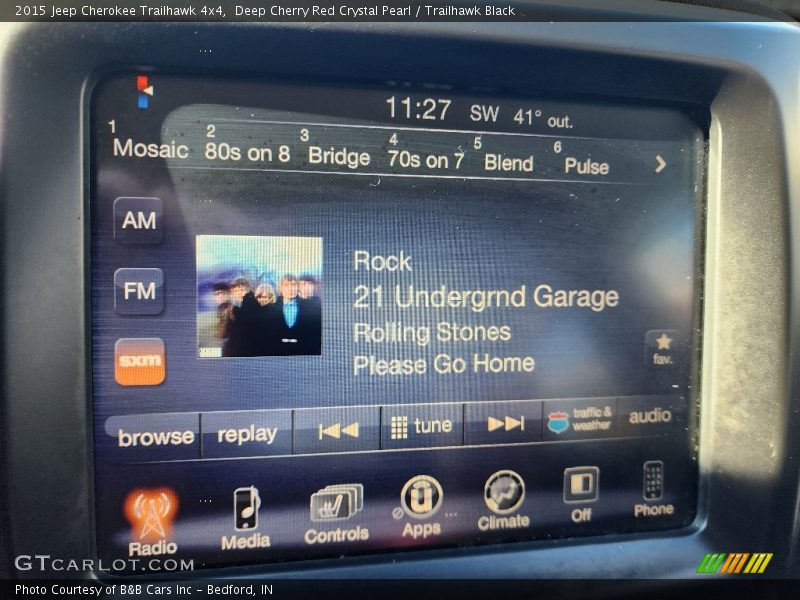 2015 Jeep Cherokee Trailhawk 4x4, Deep Cherry Red Crystal Pearl / Trailhawk Black
11:27 SW 41° out.
1 Mosaic 2 80s on 8 3 Bridge 4 70s on 7 5 Blend 6 Pulse
AM
FM
sxm
Rock
21 Undergrnd Garage
Rolling Stones
Please Go Home
fav.
browse replay tune traffic & weather audio
Radio Media Controls Apps Climate Off Phone
GTCARLOT.COM
Photo Courtesy of B&B Cars Inc - Bedford, IN